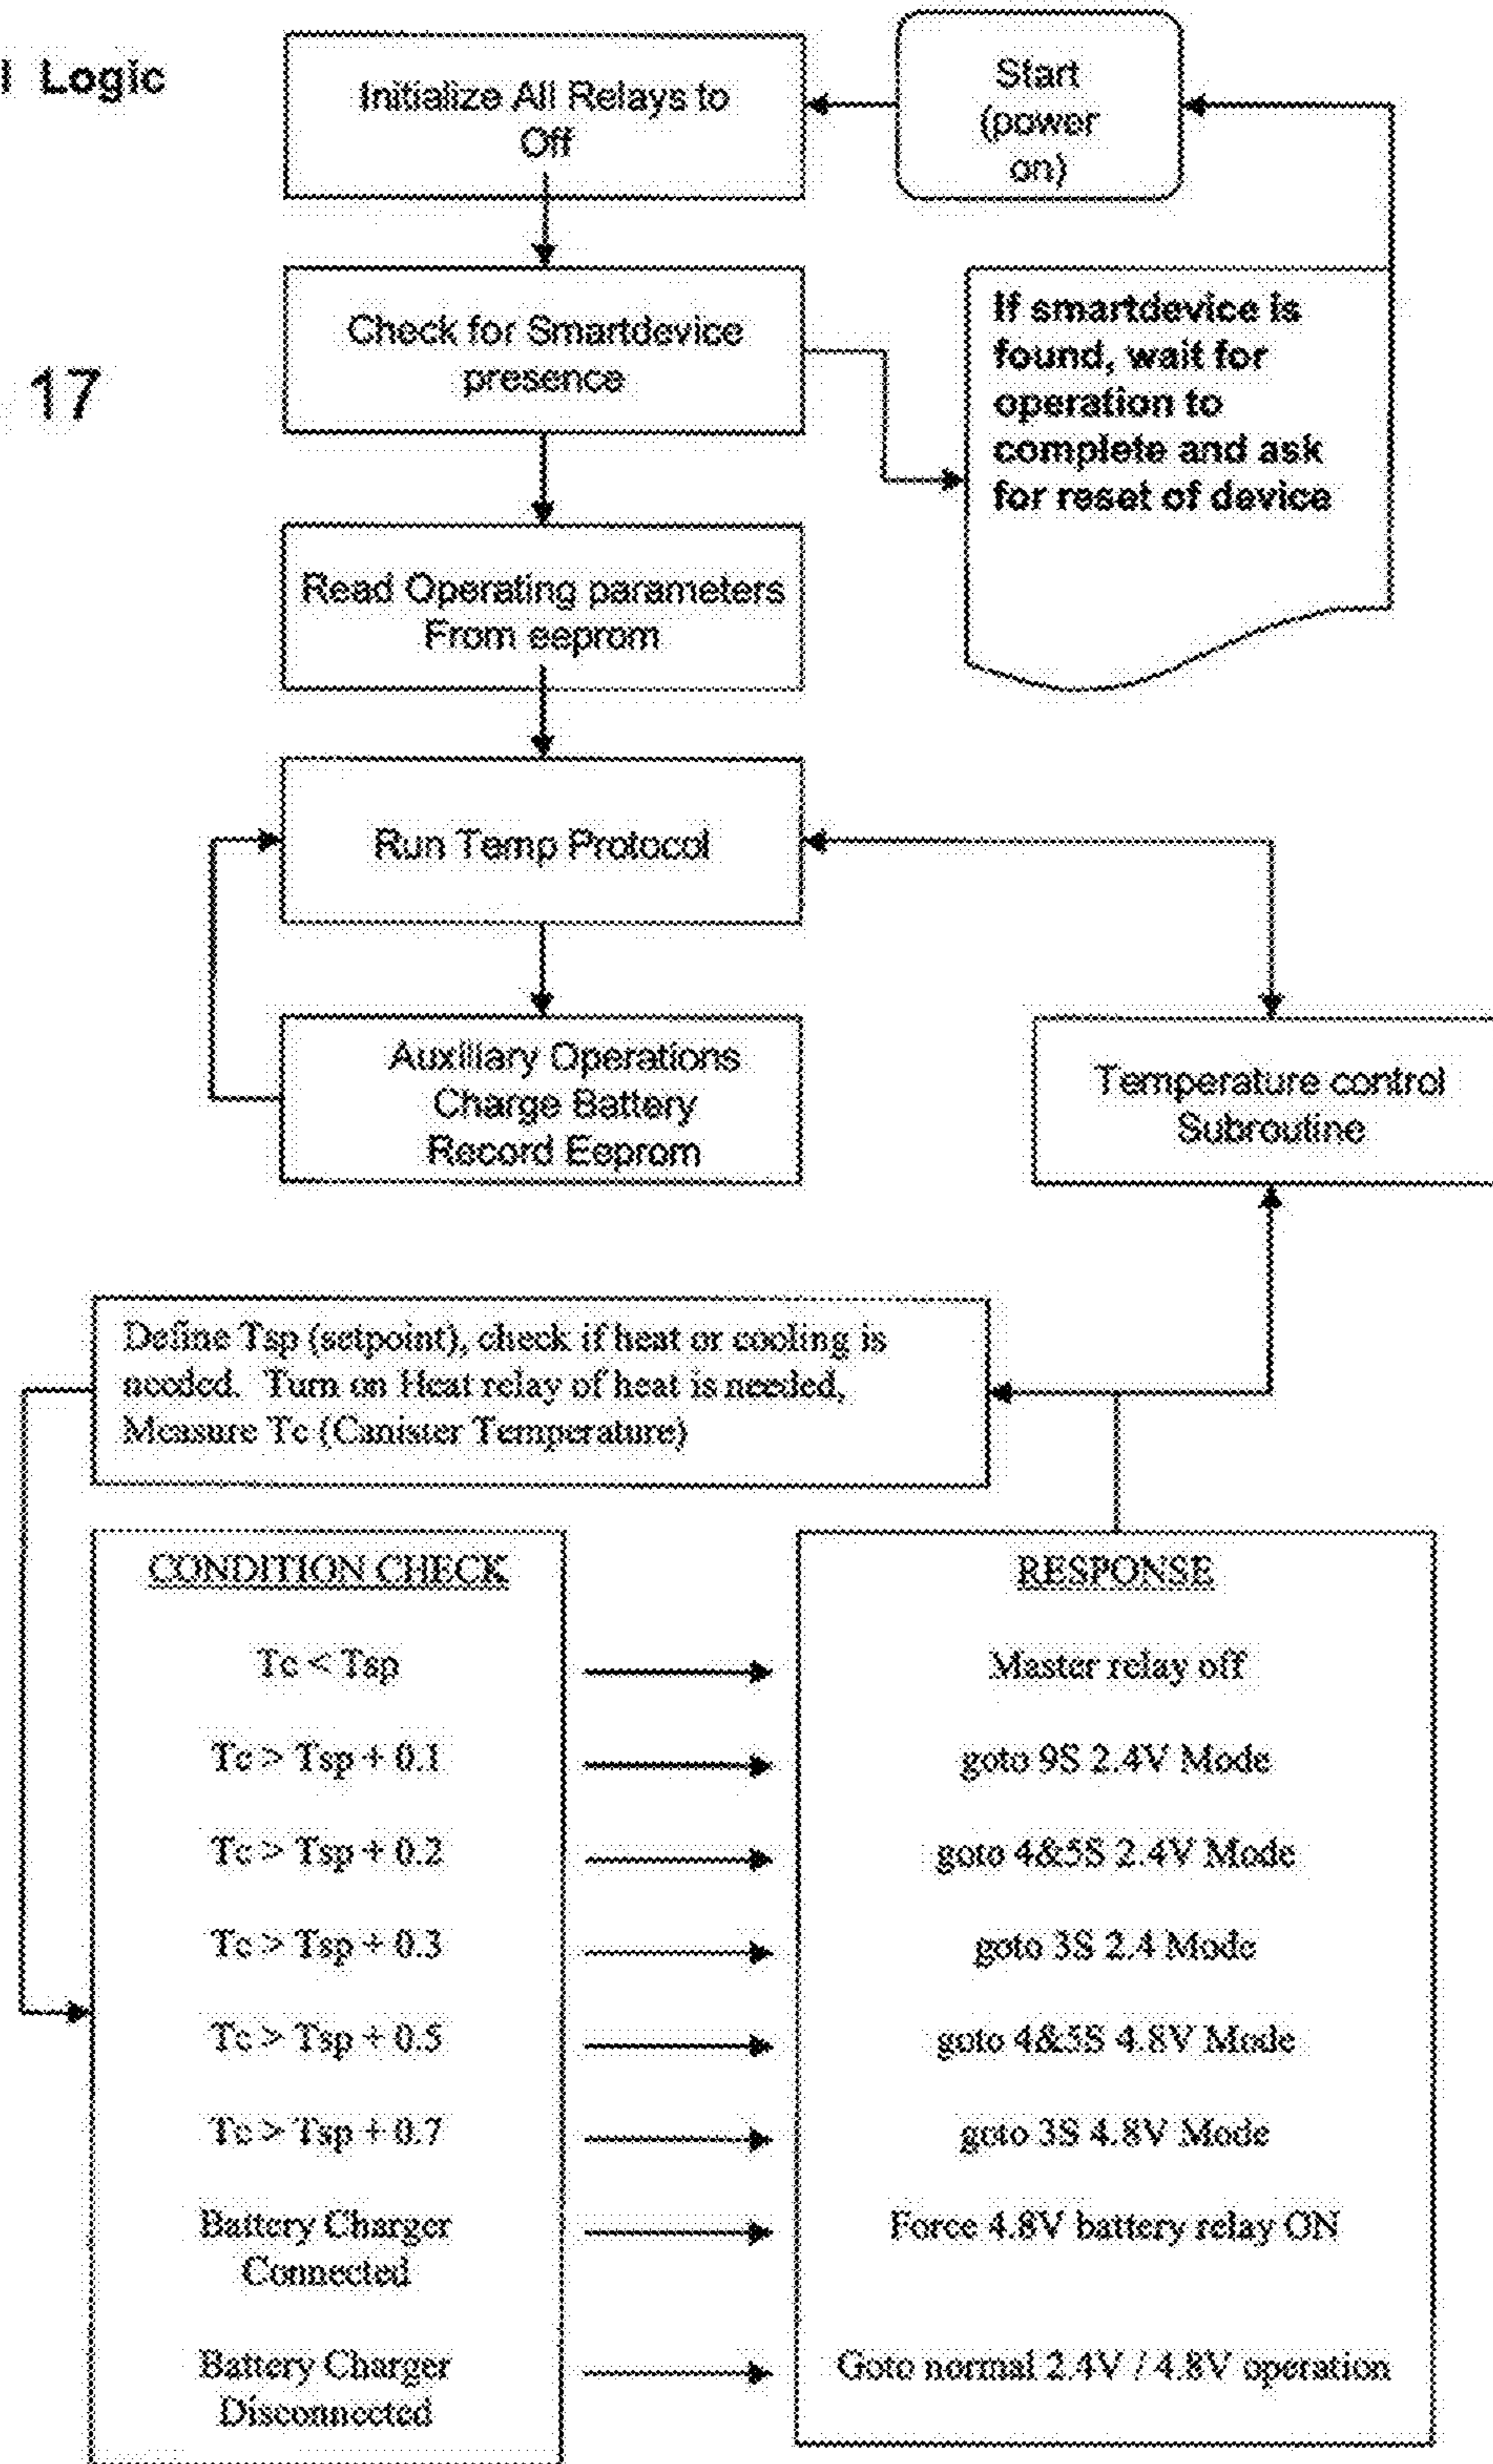 l Logic
Initialize All Relays to
Off
Start
(power
on)
Check for Smartdevice
presence
If smartdevice is
found, wait for
operation to
complete and ask
for reset of device
17
Read Operating parameters
From eeprom
Run Temp Protocol
Auxiliary Operations
Charge Battery
Record Eeprom
Temperature control
Subroutine
Define Tsp (setpoint), check if heat or cooling is
needed. Turn on Heat relay of heat is needed,
Measure Tc (Canister Temperature)
CONDITION CHECK
RESPONSE
Tc < Tsp
Master relay off
Tc > Tsp + 0.1
goto 9S 2.4V Mode
Tc > Tsp + 0.2
goto 4&5S 2.4V Mode
Tc > Tsp + 0.3
goto 3S 2.4 Mode
Tc > Tsp + 0.5
goto 4&5S 4.8V Mode
Tc > Tsp + 0.7
goto 3S 4.8V Mode
Battery Charger
Connected
Force 4.8V battery relay ON
Battery Charger
Disconnected
Goto normal 2.4V / 4.8V operation